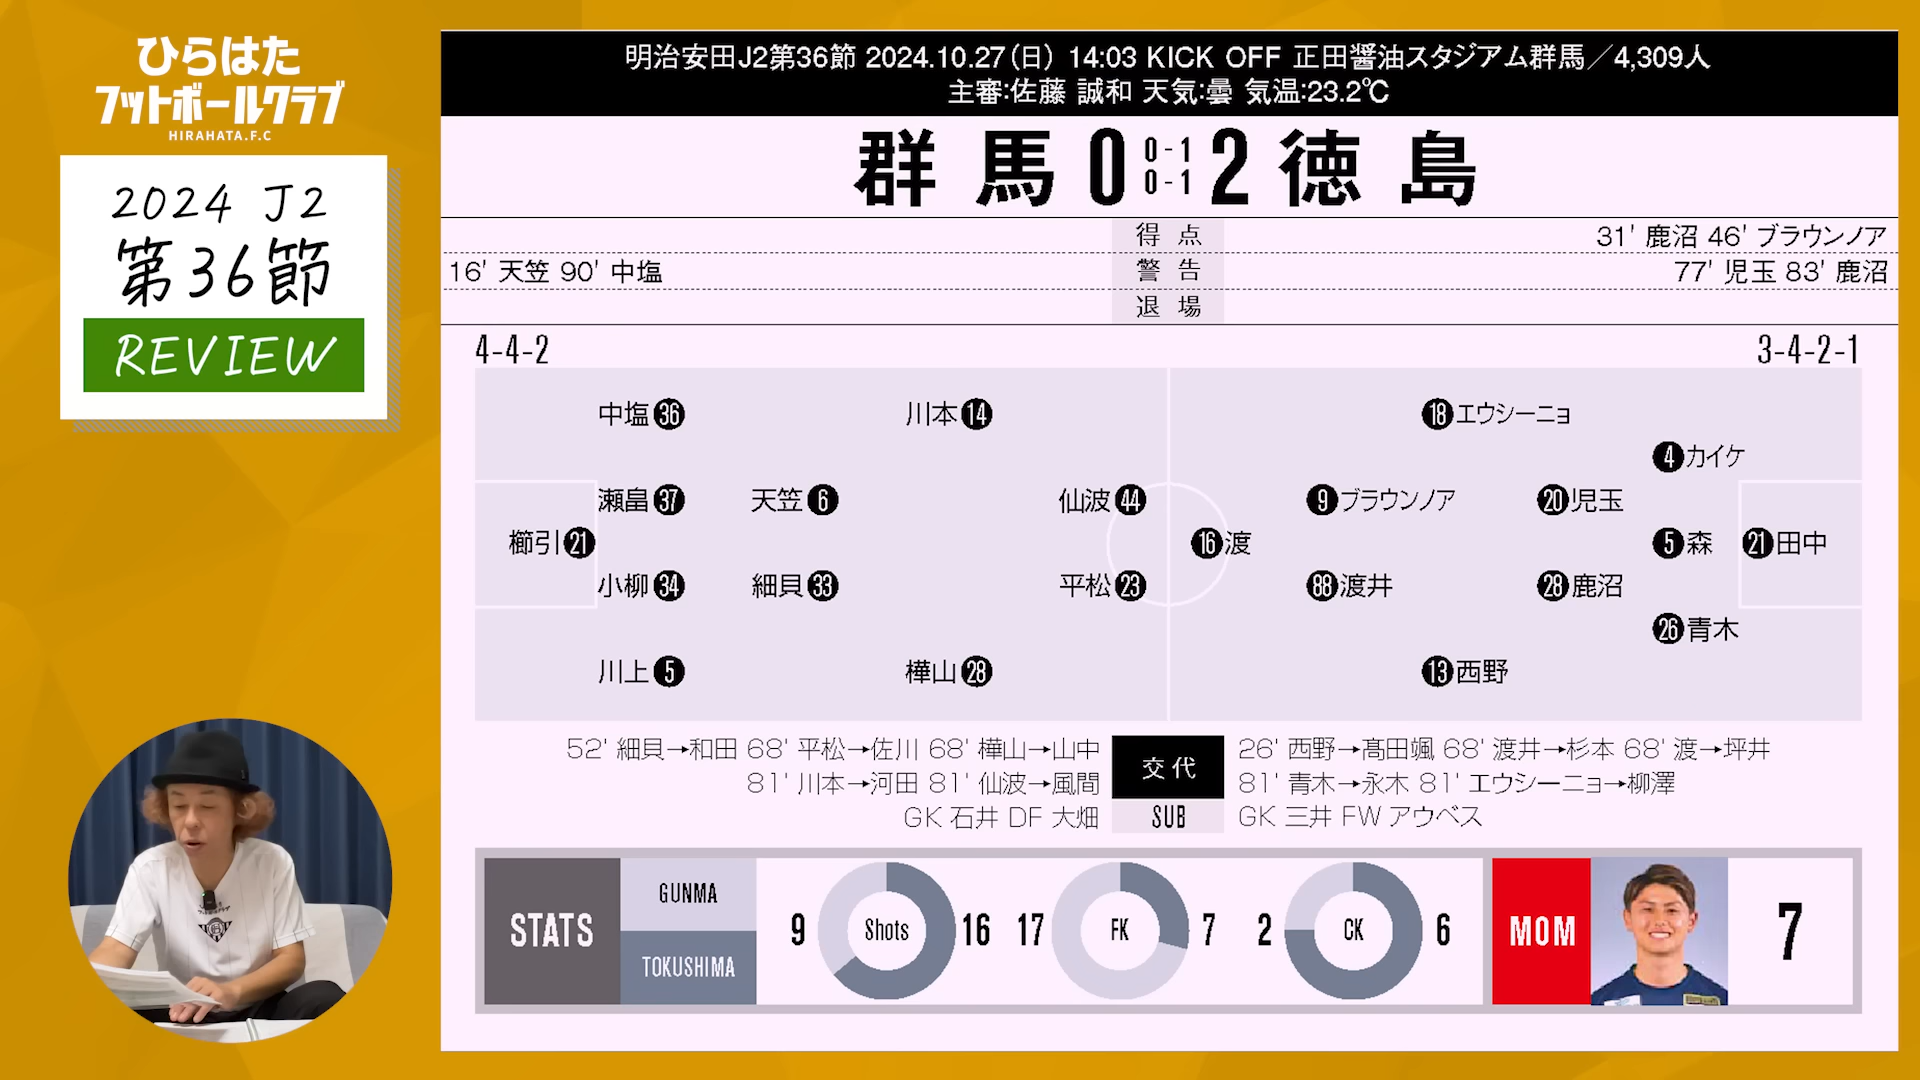 ひらはた
フットボールクラブ
HIRAHATA.F.C
2024 J2
第36節
REVIEW
明治安田J2第36節 2024.10.27(日) 14:03 KICK OFF 正田醤油スタジアム群馬／4,309人
主審:佐藤 誠和 天気:曇 気温:23.2℃
群馬 0 0-1 2 徳島
0-1
得点 31' 鹿沼 46' ブラウンノア
16' 天笠 90' 中塩 警告 77' 児玉 83' 鹿沼
退場
4-4-2 3-4-2-1
中塩 36 川本 14 18 エウシーニョ
4 カイケ
瀬畠 37 天笠 6 仙波 44 9 ブラウンノア 20 児玉
櫛引 21 16 渡 5 森 21 田中
小柳 34 細貝 33 平松 23 88 渡井 28 鹿沼
26 青木
川上 5 樺山 28 13 西野
52' 細貝→和田 68' 平松→佐川 68' 樺山→山中 交代 26' 西野→髙田颯 68' 渡井→杉本 68' 渡→坪井
81' 川本→河田 81' 仙波→風間 81' 青木→永木 81' エウシーニョ→柳澤
GK 石井 DF 大畑 SUB GK 三井 FW アウベス
STATS GUNMA 9 Shots 16 17 FK 7 2 CK 6 MOM 7
TOKUSHIMA